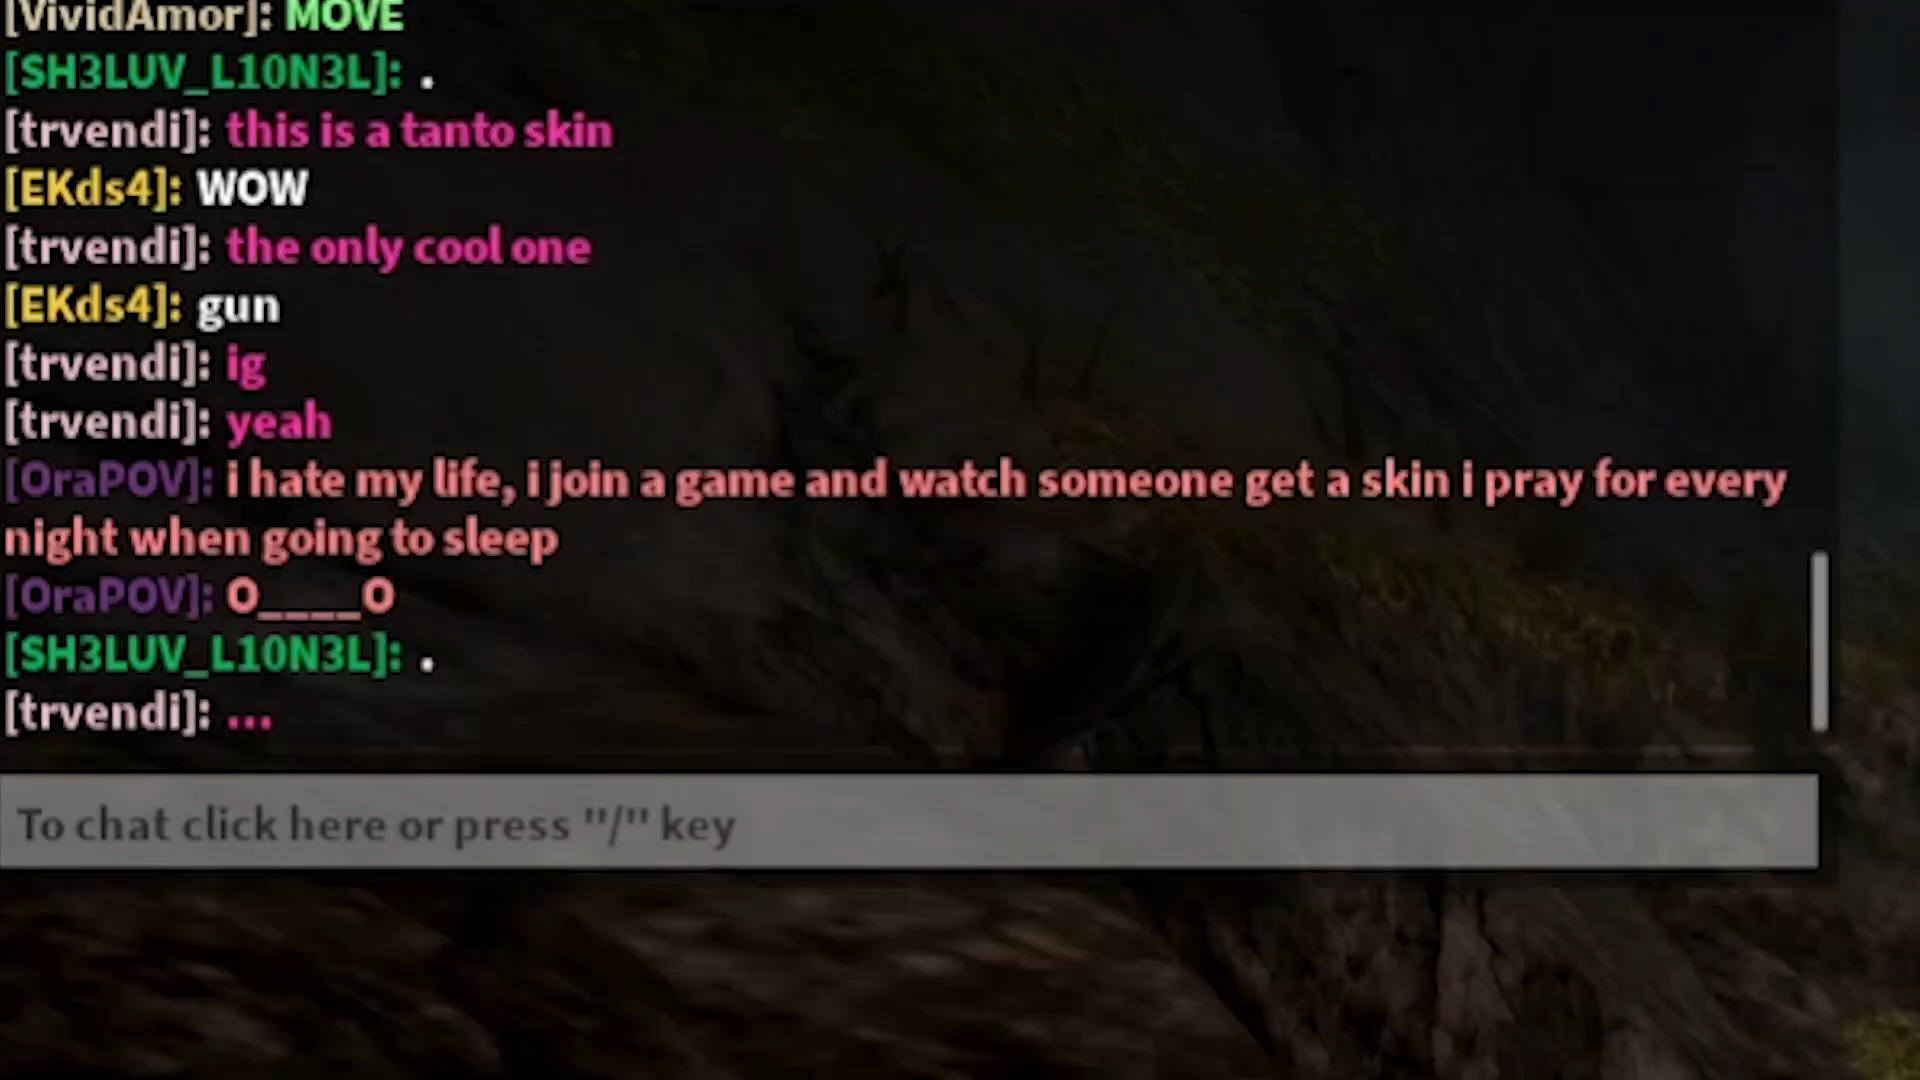 [VividAmor]: MOVE
[SH3LUV_L10N3L]: .
[trvendi]: this is a tanto skin
[EKds4]: WOW
[trvendi]: the only cool one
[EKds4]: gun
[trvendi]: ig
[trvendi]: yeah
[OraPOV]: i hate my life, i join a game and watch someone get a skin i pray for every
night when going to sleep
[OraPOV]: O____O
[SH3LUV_L10N3L]: .
[trvendi]: ...
To chat click here or press "/" key